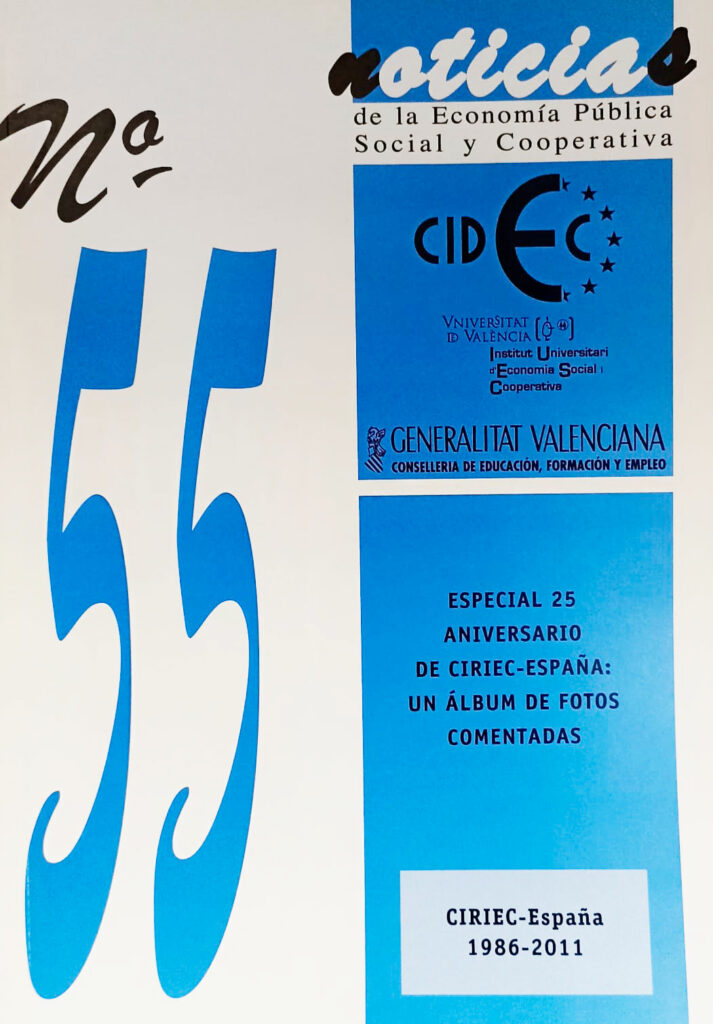 noticias
de la Economía Pública
Social y Cooperativa
Nº
55
CIDEC
VNIVERSITAT
ID VALÈNCIA
Institut Universitari
d'Economia Social i
Cooperativa
GENERALITAT VALENCIANA
CONSELLERIA DE EDUCACIÓN, FORMACIÓN Y EMPLEO
ESPECIAL 25
ANIVERSARIO
DE CIRIEC-ESPAÑA:
UN ÁLBUM DE FOTOS
COMENTADAS
CIRIEC-España
1986-2011